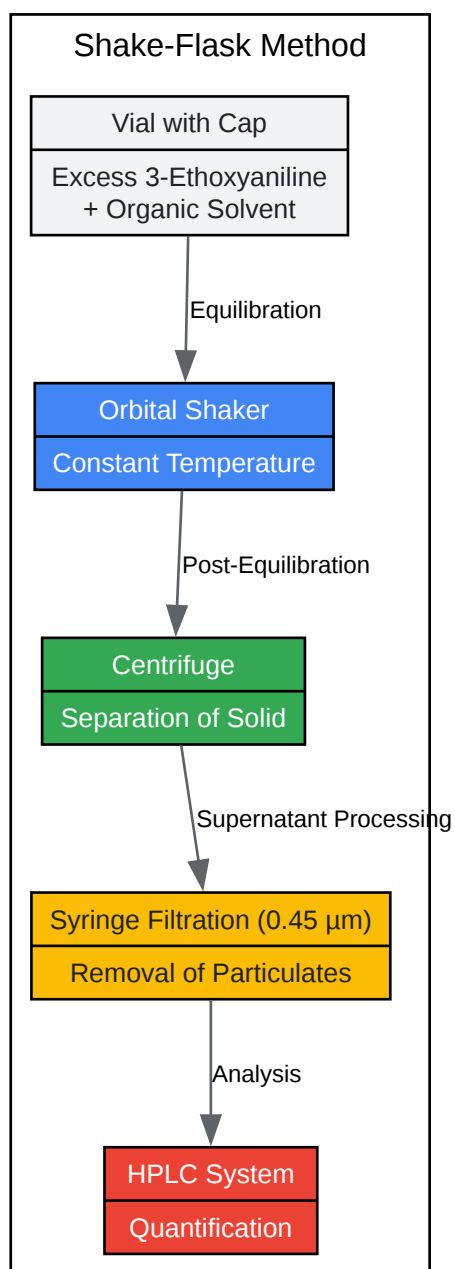 Shake-Flask Method
Vial with Cap
Excess 3-Ethoxyaniline
+ Organic Solvent
Equilibration
Orbital Shaker
Constant Temperature
Post-Equilibration
Centrifuge
Separation of Solid
Supernatant Processing
Syringe Filtration (0.45 µm)
Removal of Particulates
Analysis
HPLC System
Quantification